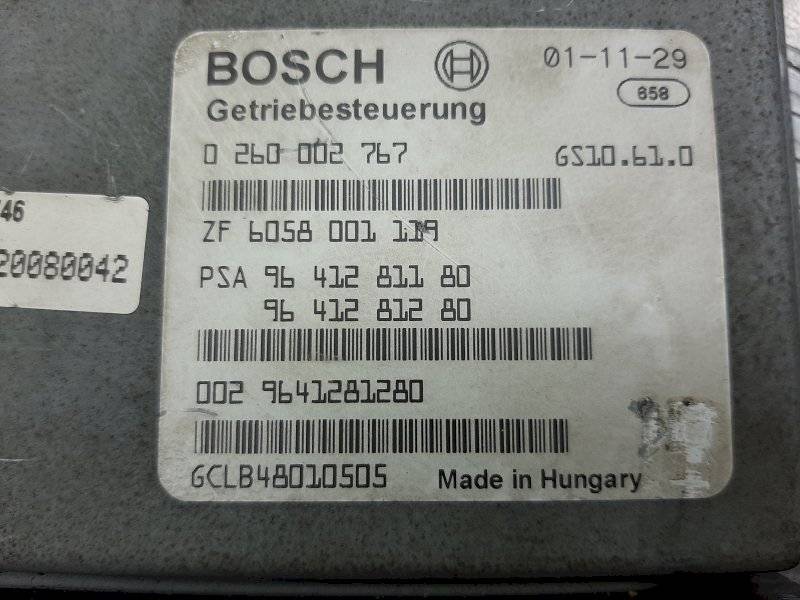 BOSCH 01-11-29
658
Getriebesteuerung
0 260 002 767 GS10.61.0
ZF 6058 001 119
PSA 96 412 811 80
96 412 812 80
002 9641281280
GCLB48010505 Made in Hungary
46
20080042